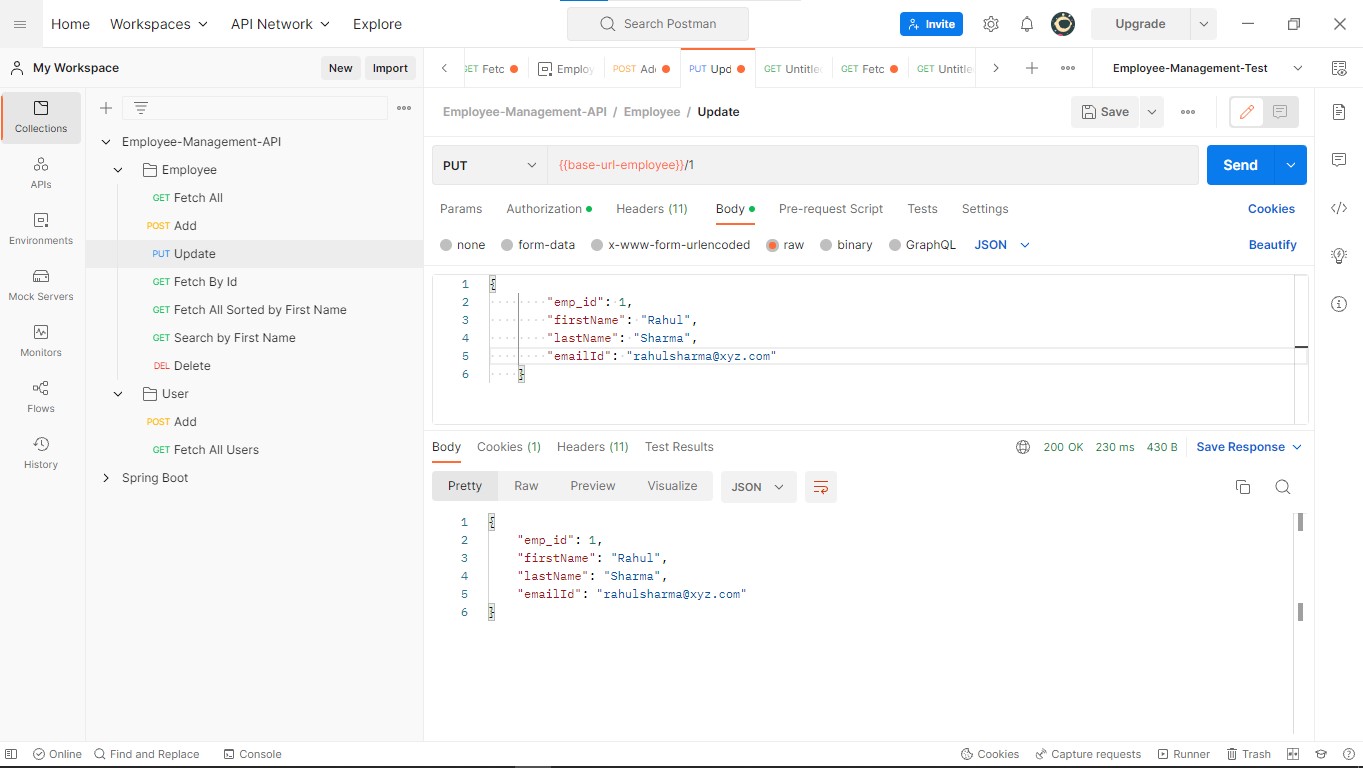 Home Workspaces API Network Explore Search Postman Invite Upgrade
My Workspace New Import
GET Fetc Employ POST Ad PUT Upd GET Untitle GET Fetc GET Untitle Employee-Management-Test
Collections
APIs
Environments
Mock Servers
Monitors
Flows
History
Employee-Management-API
Employee
GET Fetch All
POST Add
PUT Update
GET Fetch By Id
GET Fetch All Sorted by First Name
GET Search by First Name
DEL Delete
User
POST Add
GET Fetch All Users
Spring Boot
Employee-Management-API / Employee / Update Save
PUT {{base-url-employee}}/1 Send
Params Authorization Headers (11) Body Pre-request Script Tests Settings Cookies
none form-data x-www-form-urlencoded raw binary GraphQL JSON Beautify
1 {
2 "emp_id": 1,
3 "firstName": "Rahul",
4 "lastName": "Sharma",
5 "emailId": "rahulsharma@xyz.com"
6 }
Body Cookies (1) Headers (11) Test Results 200 OK 230 ms 430 B Save Response
Pretty Raw Preview Visualize JSON
1 {
2 "emp_id": 1,
3 "firstName": "Rahul",
4 "lastName": "Sharma",
5 "emailId": "rahulsharma@xyz.com"
6 }
Online Find and Replace Console Cookies Capture requests Runner Trash